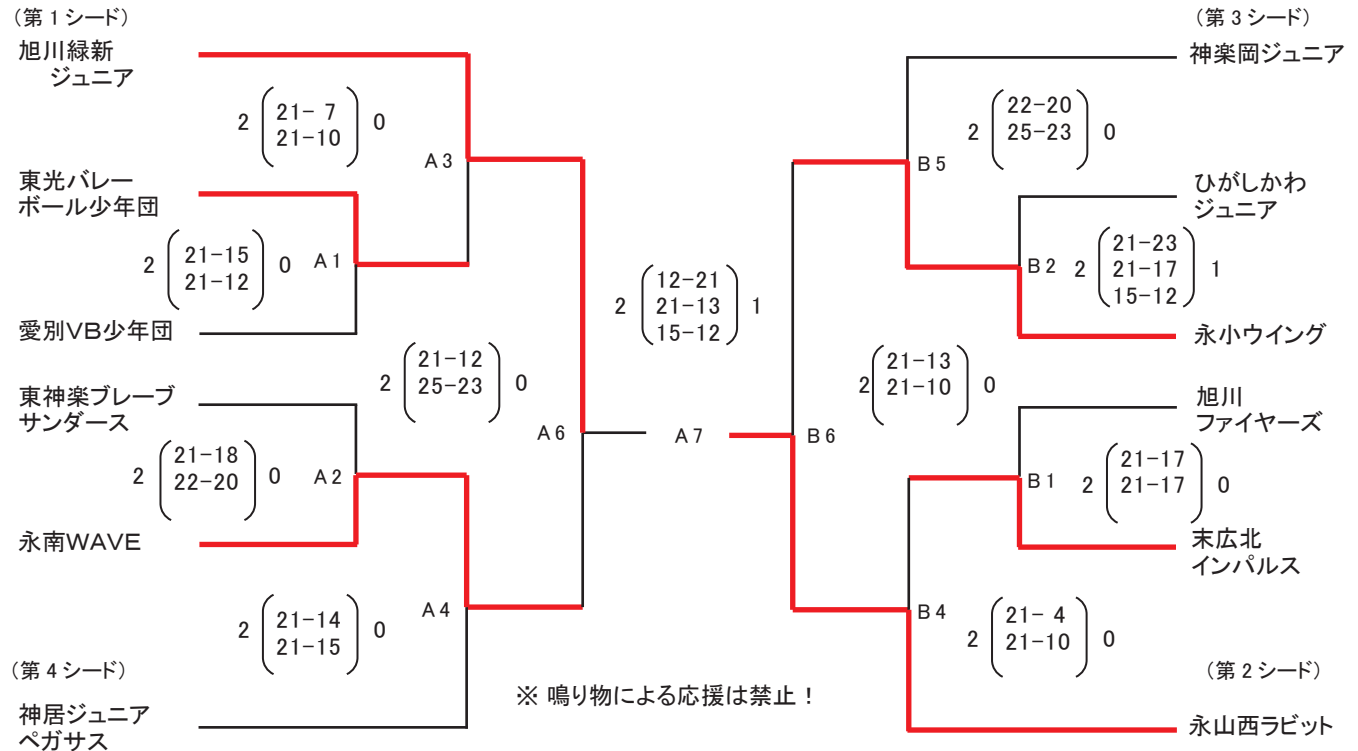 (第1シード)
旭川緑新
ジュニア
2 21- 7 0
21-10
A3
東光バレー
ボール少年団
2 21-15 0
21-12
A1
愛別VB少年団
東神楽ブレーブ
サンダース
2 21-18 0
22-20
A2
永南WAVE
2 21-12 0
25-23
A6
A4
2 21-14 0
21-15
(第4シード)
神居ジュニア
ペガサス
2 12-21 1
21-13
15-12
A7
※ 鳴り物による応援は禁止!
(第3シード)
神楽岡ジュニア
2 22-20 0
25-23
B5
ひがしかわ
ジュニア
B2 2 21-23 1
21-17
15-12
永小ウイング
2 21-13 0
21-10
B6
旭川
ファイヤーズ
B1 2 21-17 0
21-17
末広北
インパルス
B4
2 21- 4 0
21-10
(第2シード)
永山西ラビット